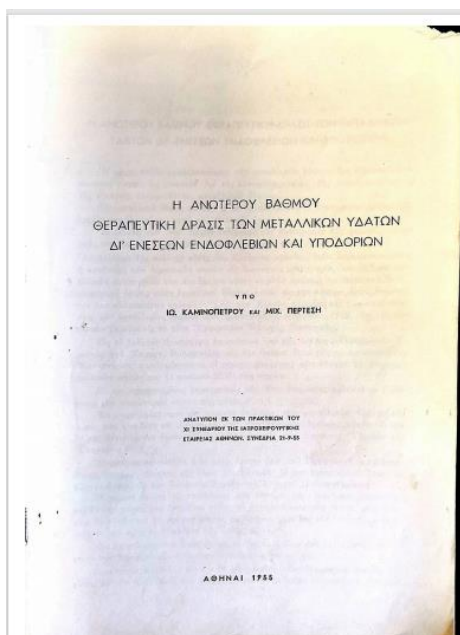 Η ΑΝΩΤΕΡΟΥ ΒΑΘΜΟΥ
ΘΕΡΑΠΕΥΤΙΚΗ ΔΡΑΣΙΣ ΤΩΝ ΜΕΤΑΛΛΙΚΩΝ ΥΔΑΤΩΝ
ΔΙ' ΕΝΕΣΕΩΝ ΕΝΔΟΦΛΕΒΙΩΝ ΚΑΙ ΥΠΟΔΟΡΙΩΝ
ΥΠΟ
ΙΩ. ΚΑΜΙΝΟΠΕΤΡΟΥ ΚΑΙ ΜΙΧ. ΠΕΡΤΕΣΗ
ΑΝΑΤΥΠΟΝ ΕΚ ΤΩΝ ΠΡΑΚΤΙΚΩΝ ΤΟΥ
ΧΙ ΣΥΝΕΔΡΙΟΥ ΤΗΣ ΙΑΤΡΟΧΕΙΡΟΥΡΓΙΚΗΣ
ΕΤΑΙΡΕΙΑΣ ΑΘΗΝΩΝ. ΣΥΝΕΔΡΙΑ 21-9-55
ΑΘΗΝΑΙ 1955